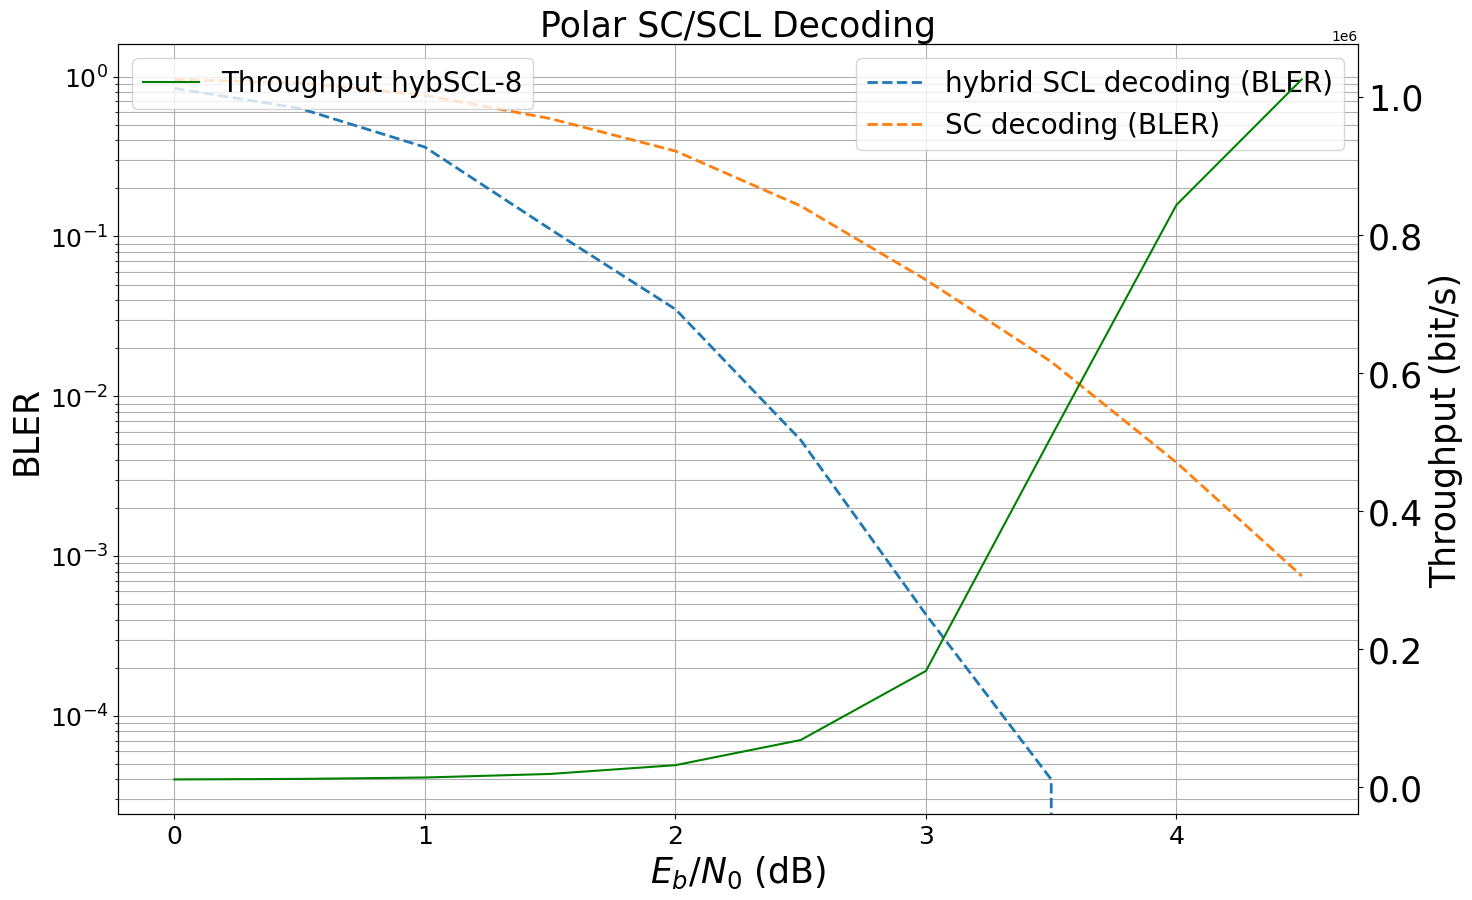 Polar SC/SCL Decoding
1e6
Throughput hybSCL-8
hybrid SCL decoding (BLER)
SC decoding (BLER)
10⁰
10⁻¹
10⁻²
10⁻³
10⁻⁴
BLER
1.0
0.8
0.6
0.4
0.2
0.0
Throughput (bit/s)
0 1 2 3 4
E_b/N_0 (dB)